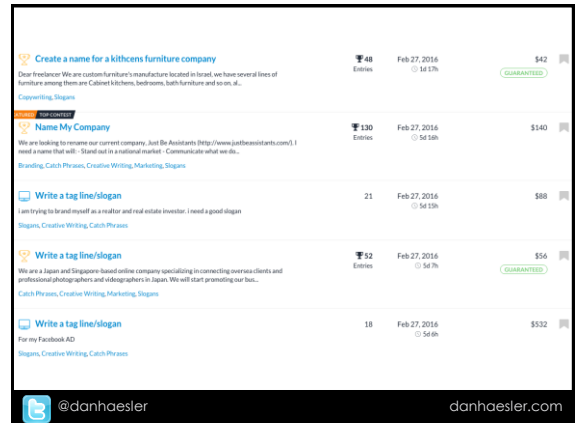 Create a name for a kithcens furniture company 48 Feb 27, 2016 $42
Entries 1d 17h GUARANTEED
Dear freelancer We are custom furniture's manufacture located in Israel, we have several lines of
furniture among them are Cabinet kitchens, bedrooms, bath furniture and so on, al...
Copywriting, Slogans
TOP CONTEST
Name My Company 130 Feb 27, 2016 $140
Entries 5d 16h
We are looking to rename our current company, Just Be Assistants (http://www.justbeassistants.com/). I
need a name that will: - Stand out in a national market - Communicate what we do...
Branding, Catch Phrases, Creative Writing, Marketing, Slogans
Write a tag line/slogan 21 Feb 27, 2016 $88
5d 15h
i am trying to brand myself as a realtor and real estate investor. i need a good slogan
Slogans, Creative Writing, Catch Phrases
Write a tag line/slogan 52 Feb 27, 2016 $56
Entries 5d 7h GUARANTEED
We are a Japan and Singapore-based online company specializing in connecting oversea clients and
professional photographers and videographers in Japan. We will start promoting our bus...
Catch Phrases, Creative Writing, Marketing, Slogans
Write a tag line/slogan 18 Feb 27, 2016 $532
5d 6h
For my Facebook AD
Slogans, Creative Writing, Catch Phrases
@danhaesler danhaesler.com